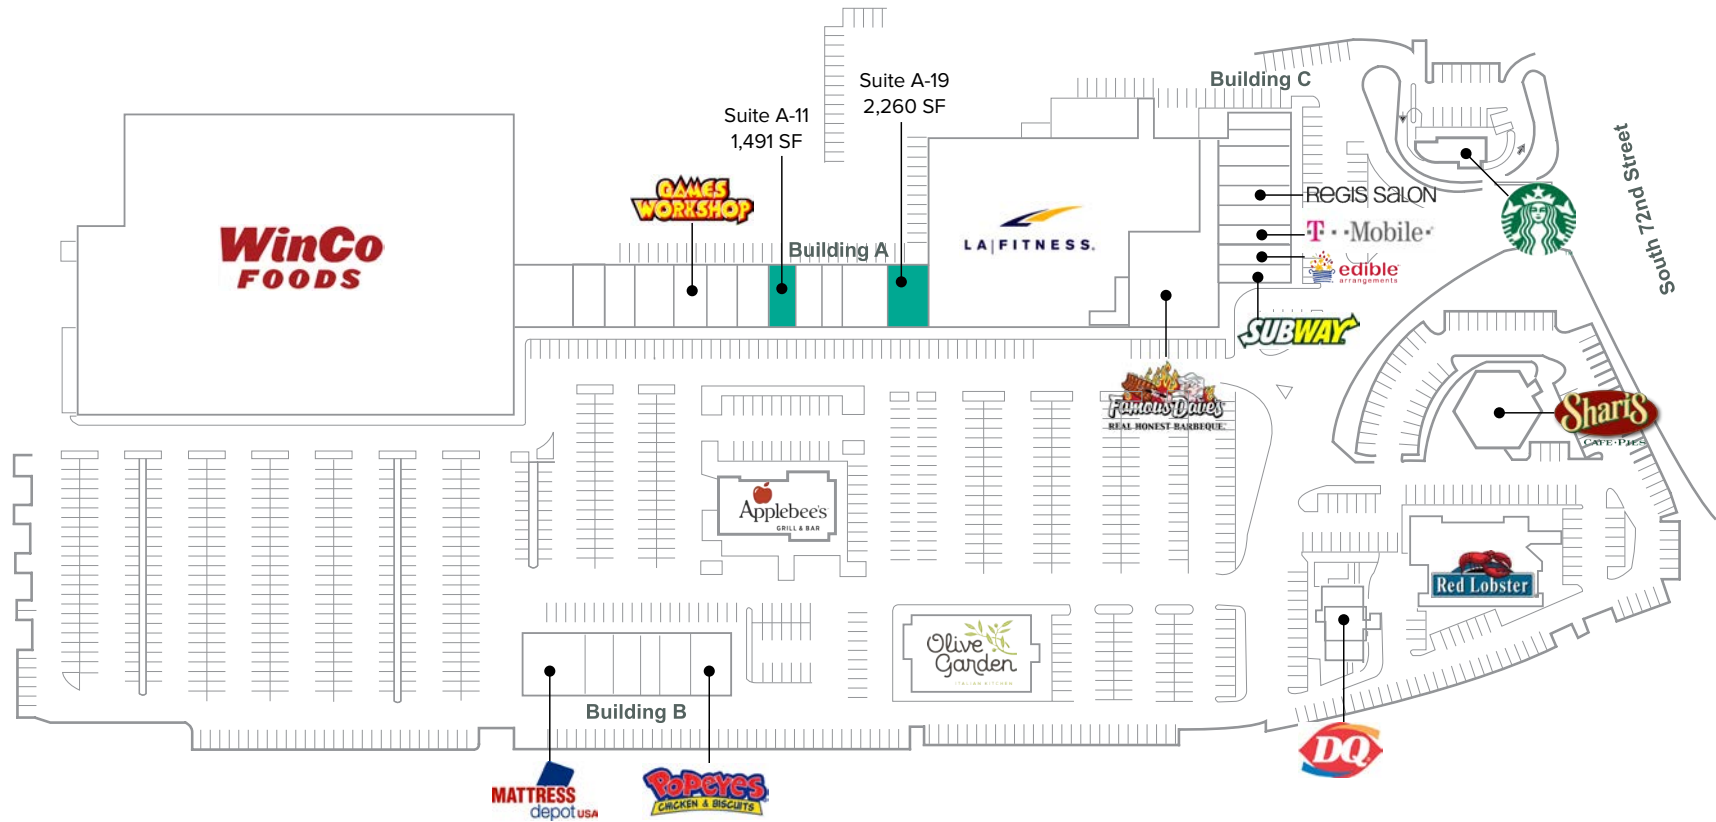 Suite A-19
2,260 SF
Building C
Suite A-11
1,491 SF
South 72nd Street
GAMES
WORKSHOP
REGIS SALON
WinCo
FOODS
LA|FITNESS.
T··Mobile·
Building A
edible
arrangements
SUBWAY
Famous Dave's
REAL HONEST BARBEQUE.
Shari's
CAFE·PIES
Applebee's
GRILL & BAR
Red Lobster
Olive
Garden
ITALIAN KITCHEN
Building B
DQ
MATTRESS
depot USA
POPEYES
CHICKEN & BISCUITS